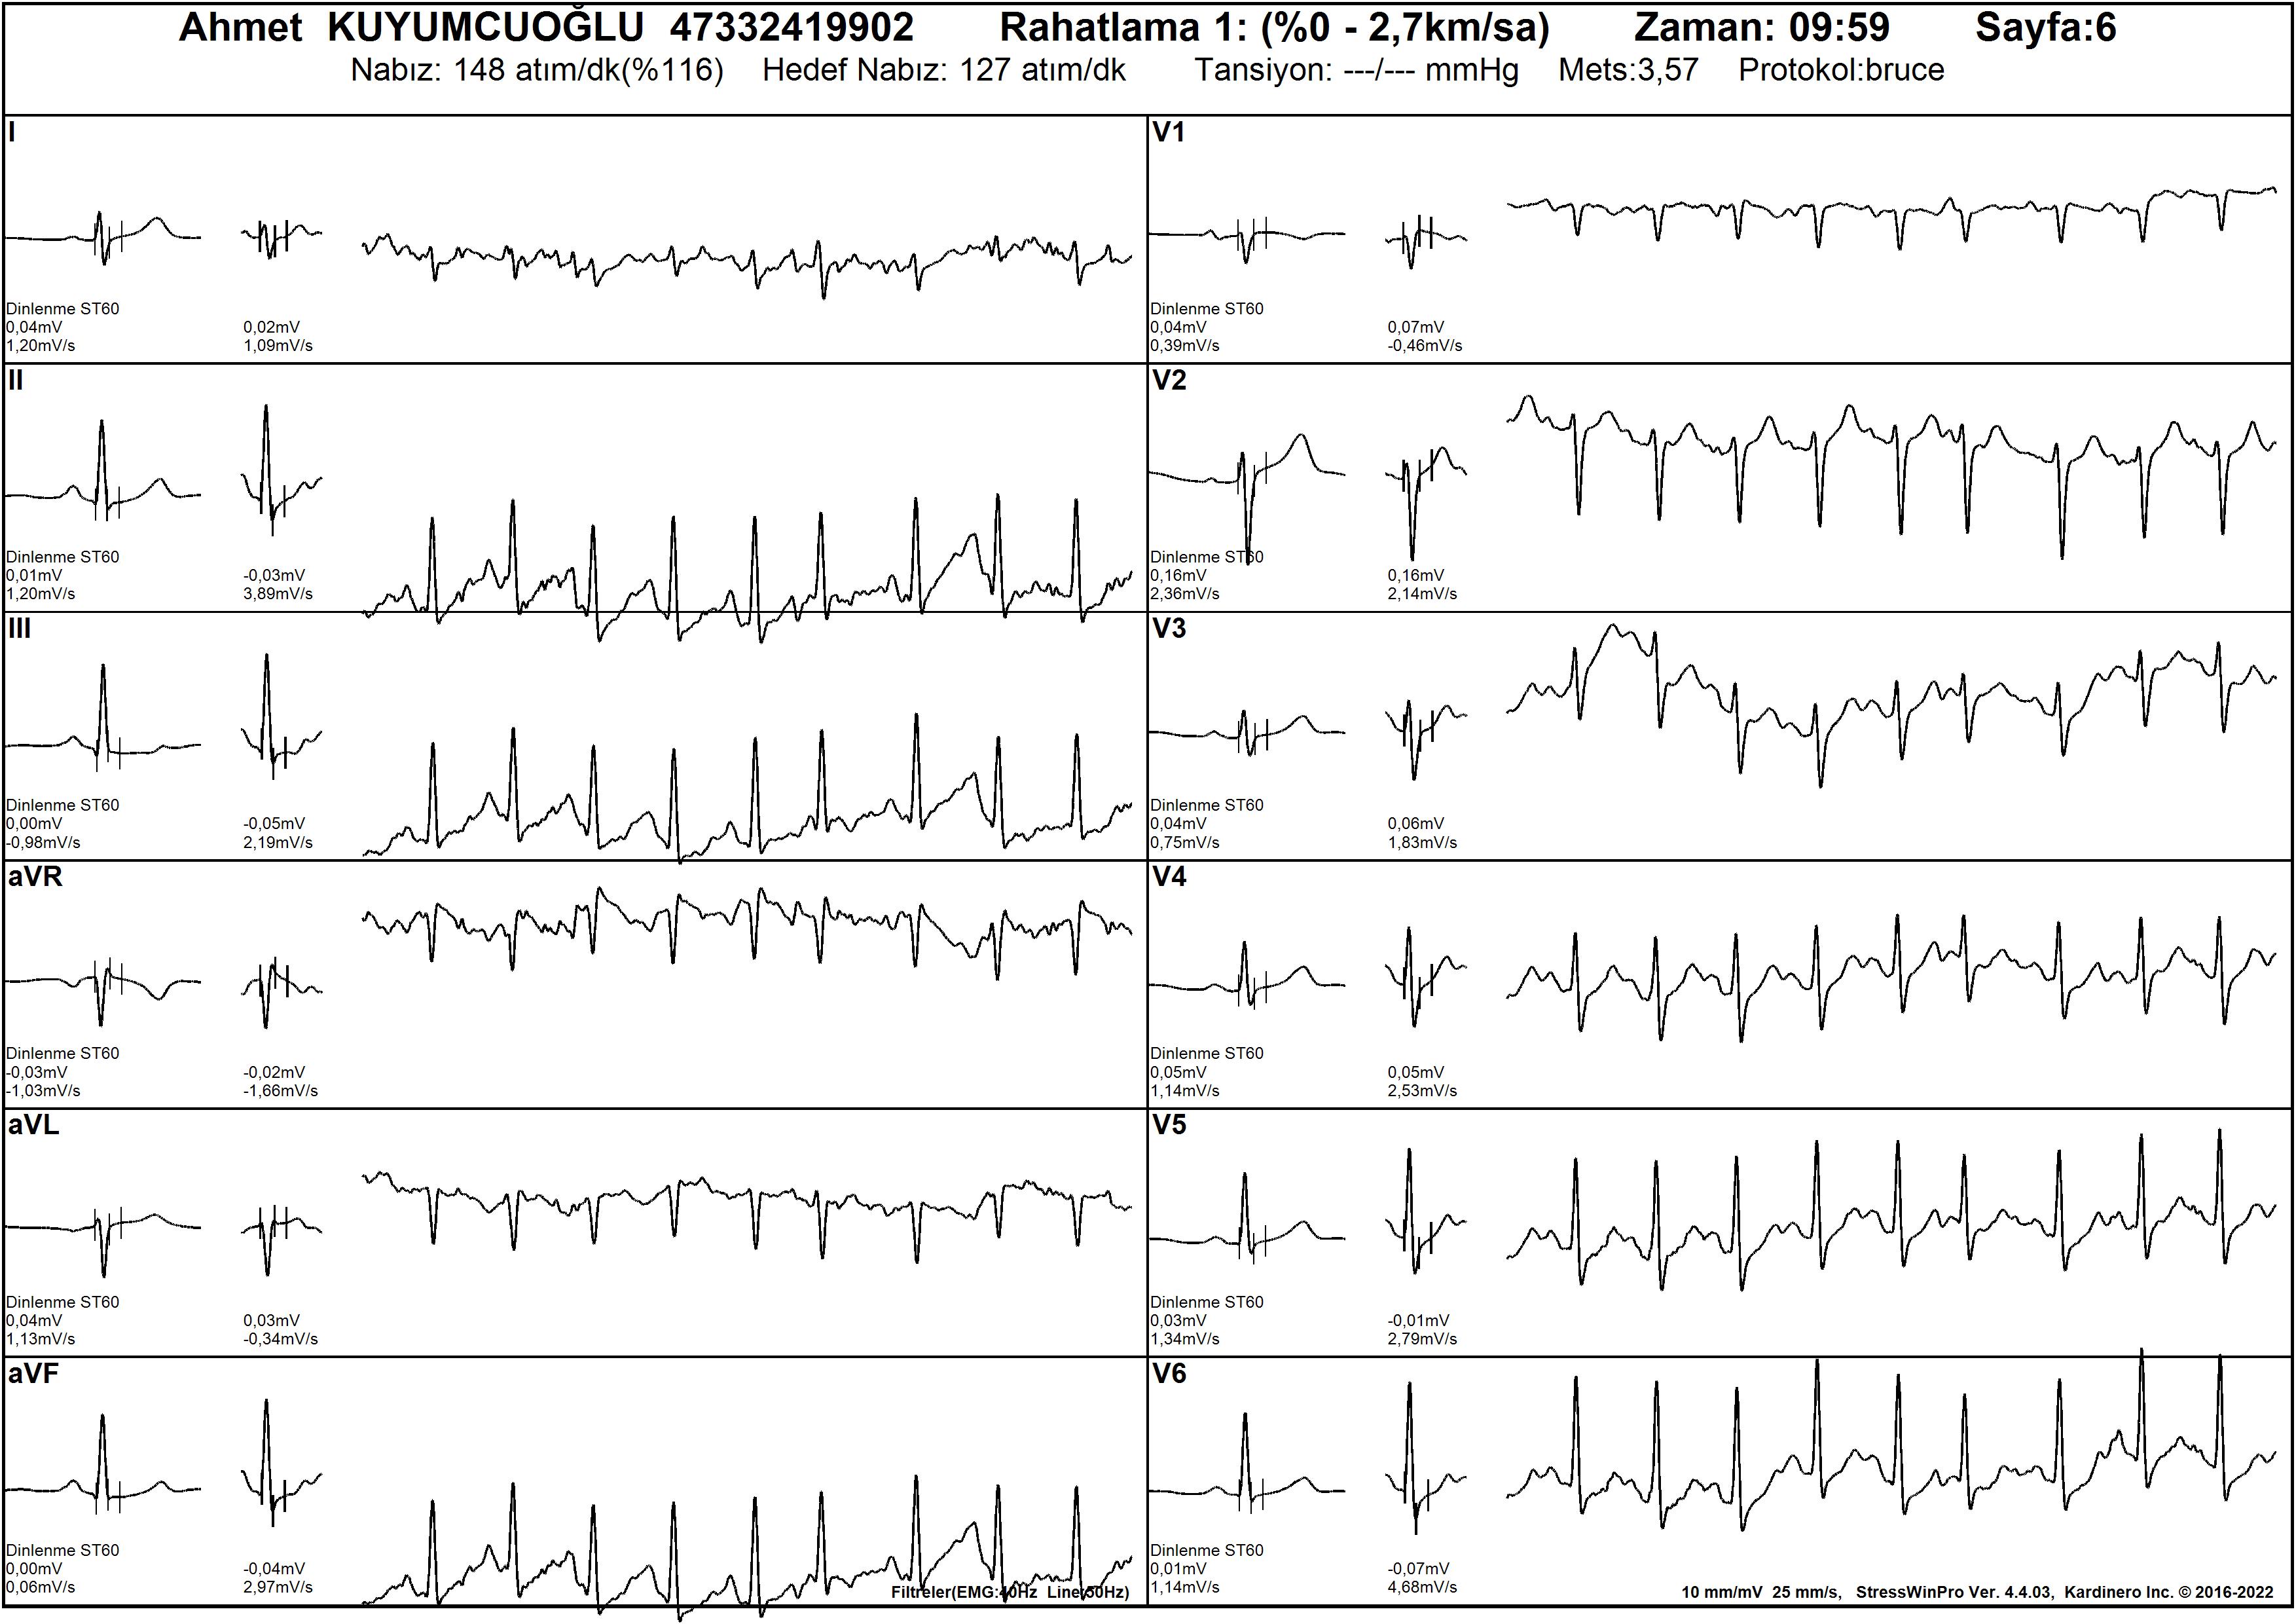 Ahmet KUYUMCUOĞLU 47332419902 Rahatlama 1: (%0 - 2,7km/sa) Zaman: 09:59 Sayfa:6
Nabız: 148 atım/dk(%116) Hedef Nabız: 127 atım/dk Tansiyon: ---/--- mmHg Mets:3,57 Protokol:bruce
I
Dinlenme ST60
0,04mV 0,02mV
1,20mV/s 1,09mV/s
II
Dinlenme ST60
0,01mV -0,03mV
1,20mV/s 3,89mV/s
III
Dinlenme ST60
0,00mV -0,05mV
-0,98mV/s 2,19mV/s
aVR
Dinlenme ST60
-0,03mV -0,02mV
-1,03mV/s -1,66mV/s
aVL
Dinlenme ST60
0,04mV 0,03mV
1,13mV/s -0,34mV/s
aVF
Dinlenme ST60
0,00mV -0,04mV
0,06mV/s 2,97mV/s
Filtreler(EMG:40Hz Line:50Hz)
V1
Dinlenme ST60
0,04mV 0,07mV
0,39mV/s -0,46mV/s
V2
Dinlenme ST60
0,16mV 0,16mV
2,36mV/s 2,14mV/s
V3
Dinlenme ST60
0,04mV 0,06mV
0,75mV/s 1,83mV/s
V4
Dinlenme ST60
0,05mV 0,05mV
1,14mV/s 2,53mV/s
V5
Dinlenme ST60
0,03mV -0,01mV
1,34mV/s 2,79mV/s
V6
Dinlenme ST60
0,01mV -0,07mV
1,14mV/s 4,68mV/s
10 mm/mV 25 mm/s, StressWinPro Ver. 4.4.03, Kardinero Inc. © 2016-2022